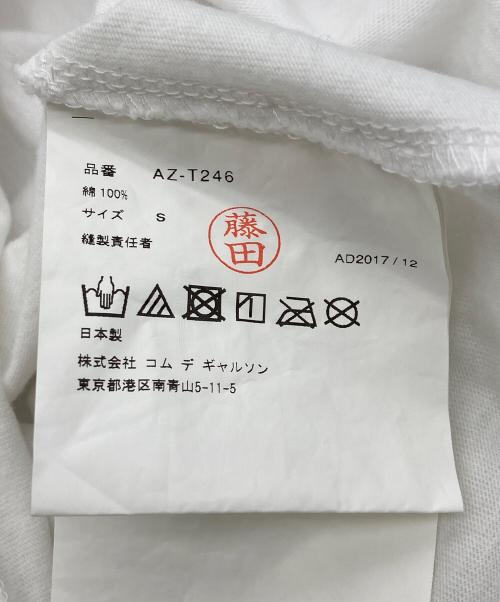 品番 AZ-T246
綿 100%
サイズ S
縫製責任者
藤田
AD2017 / 12
日本製
株式会社 コム デ ギャルソン
東京都港区南青山5-11-5